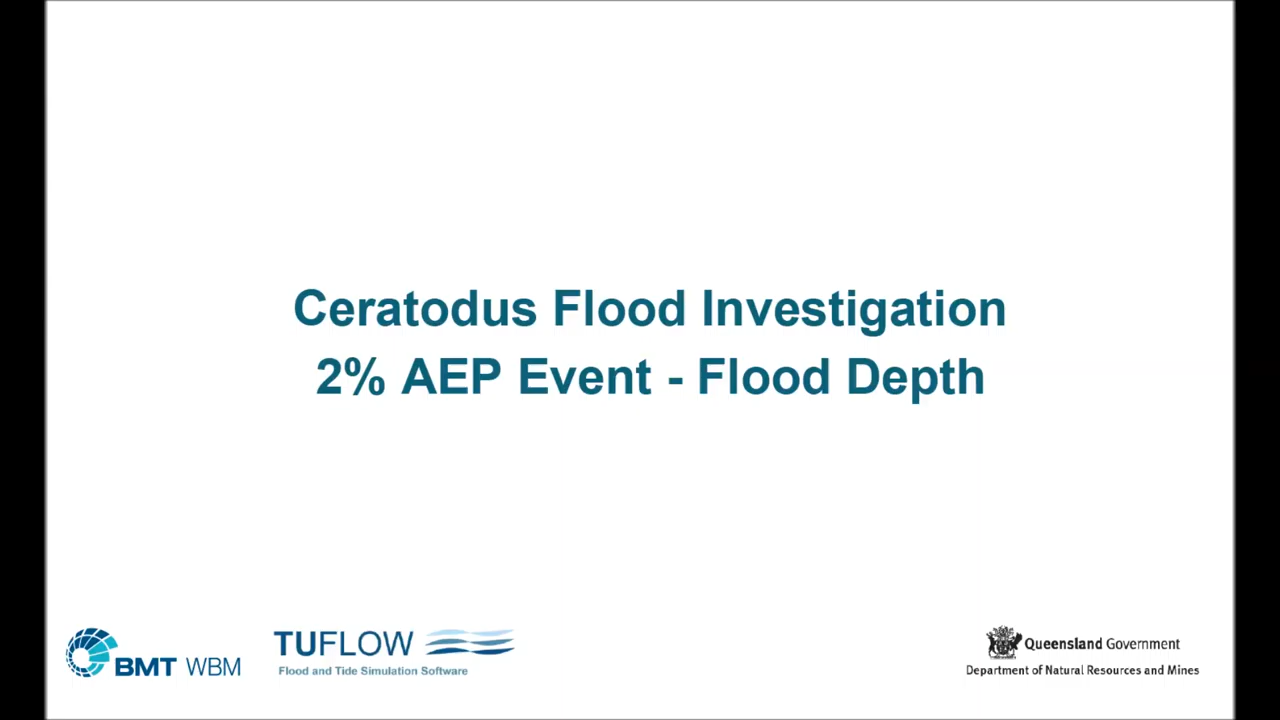 Ceratodus Flood Investigation
2% AEP Event - Flood Depth
BMT WBM
TUFLOW
Flood and Tide Simulation Software
Queensland Government
Department of Natural Resources and Mines